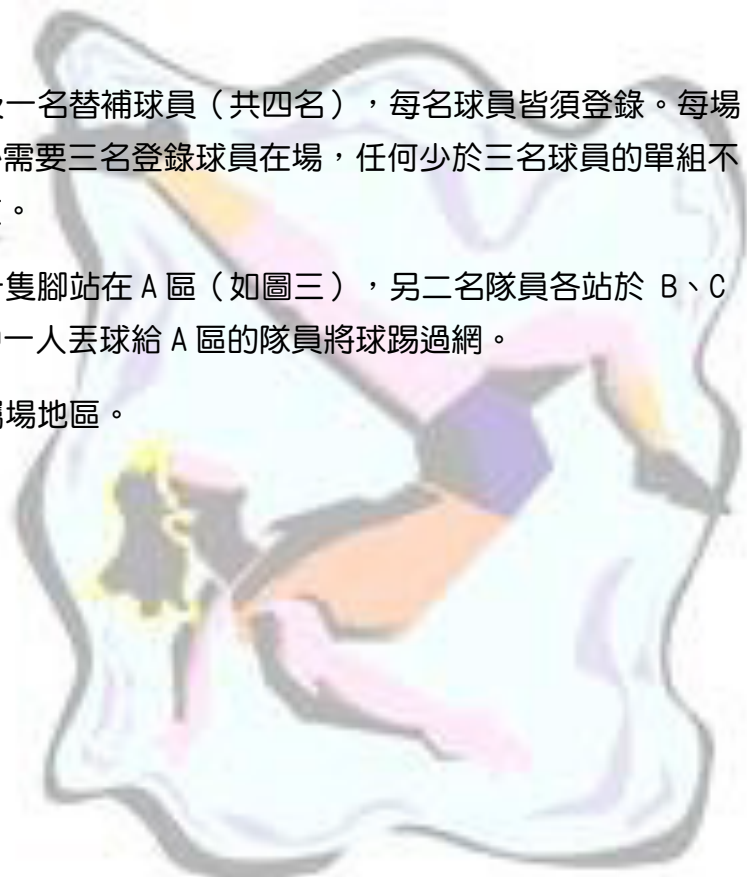 一名替補球員（共四名），每名球員皆須登錄。每場
需要三名登錄球員在場，任何少於三名球員的單組不
。
隻腳站在 A 區（如圖三），另二名隊員各站於 B、C
一人丟球給 A 區的隊員將球踢過網。
場地區。